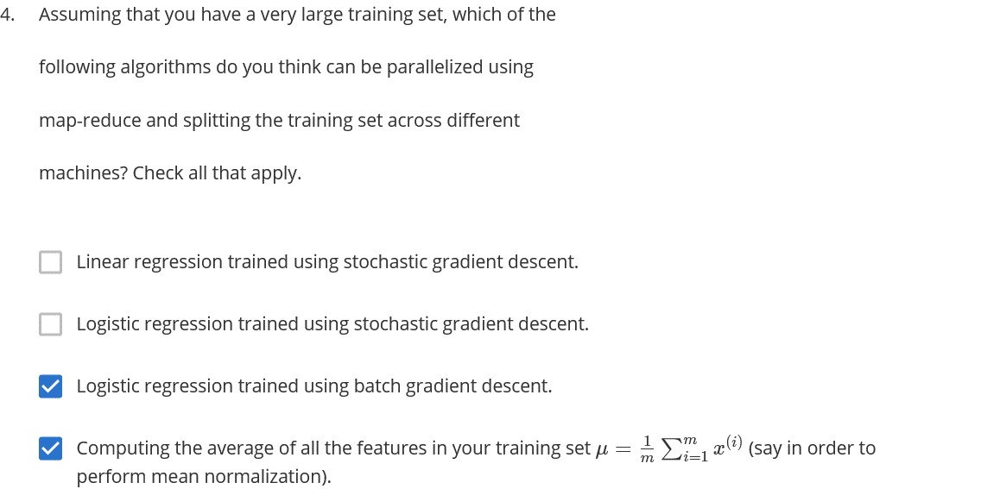 4. Assuming that you have a very large training set, which of the
following algorithms do you think can be parallelized using
map-reduce and splitting the training set across different
machines? Check all that apply.
Linear regression trained using stochastic gradient descent.
Logistic regression trained using stochastic gradient descent.
Logistic regression trained using batch gradient descent.
Computing the average of all the features in your training set μ = 1/m ∑_{i=1}^{m} x^{(i)} (say in order to
perform mean normalization).